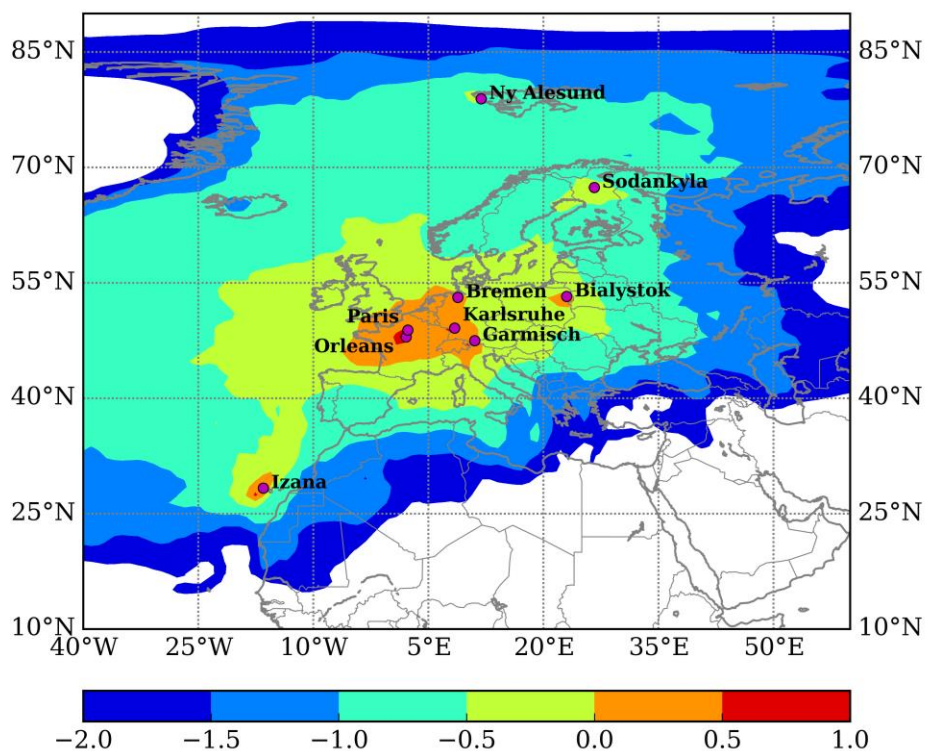 85°N 85°N
Ny Alesund
70°N 70°N
Sodankyla
55°N 55°N
Bremen Bialystok
Paris Karlsruhe
Orleans Garmisch
40°N 40°N
Izana
25°N 25°N
10°N 10°N
40°W 25°W 10°W 5°E 20°E 35°E 50°E
−2.0 −1.5 −1.0 −0.5 0.0 0.5 1.0